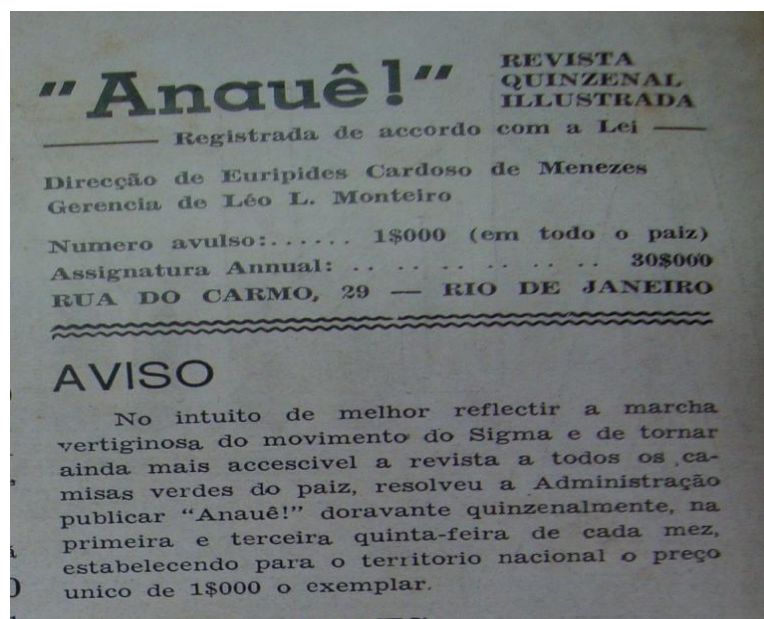 "Anauê!"
REVISTA
QUINZENAL
ILLUSTRADA
Registrada de accordo com a Lei
Direcção de Euripides Cardoso de Menezes
Gerencia de Léo L. Monteiro
Numero avulso:...... 1$000 (em todo o paiz)
Assignatura Annual: .. .. .. .. .. .. .. 30$000
RUA DO CARMO, 29 — RIO DE JANEIRO
AVISO
No intuito de melhor reflectir a marcha
vertiginosa do movimento do Sigma e de tornar
ainda mais accescivel a revista a todos os ca-
misas verdes do paiz, resolveu a Administração
publicar "Anauê!" doravante quinzenalmente, na
primeira e terceira quinta-feira de cada mez,
estabelecendo para o territorio nacional o preço
unico de 1$000 o exemplar.